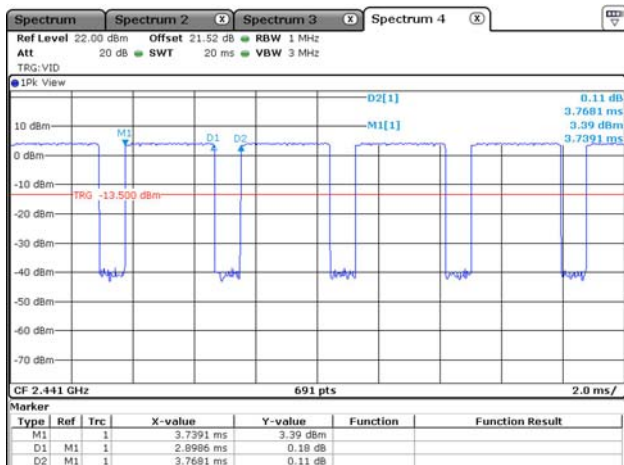 Spectrum Spectrum 2 X Spectrum 3 X Spectrum 4 X
Ref Level 22.00 dBm Offset 21.52 dB RBW 1 MHz
Att 20 dB SWT 20 ms VBW 3 MHz
TRG:VID
1Pk View
D2[1] 0.11 dB
3.7681 ms
M1[1] 3.39 dBm
3.7391 ms
10 dBm
M1 D1 D2
0 dBm
-10 dBm
TRG -13.500 dBm
-20 dBm
-30 dBm
-40 dBm
-50 dBm
-60 dBm
-70 dBm
CF 2.441 GHz 691 pts 2.0 ms/
Marker
Type Ref Trc X-value Y-value Function Function Result
M1 1 3.7391 ms 3.39 dBm
D1 M1 1 2.8986 ms 0.18 dB
D2 M1 1 3.7681 ms 0.11 dB